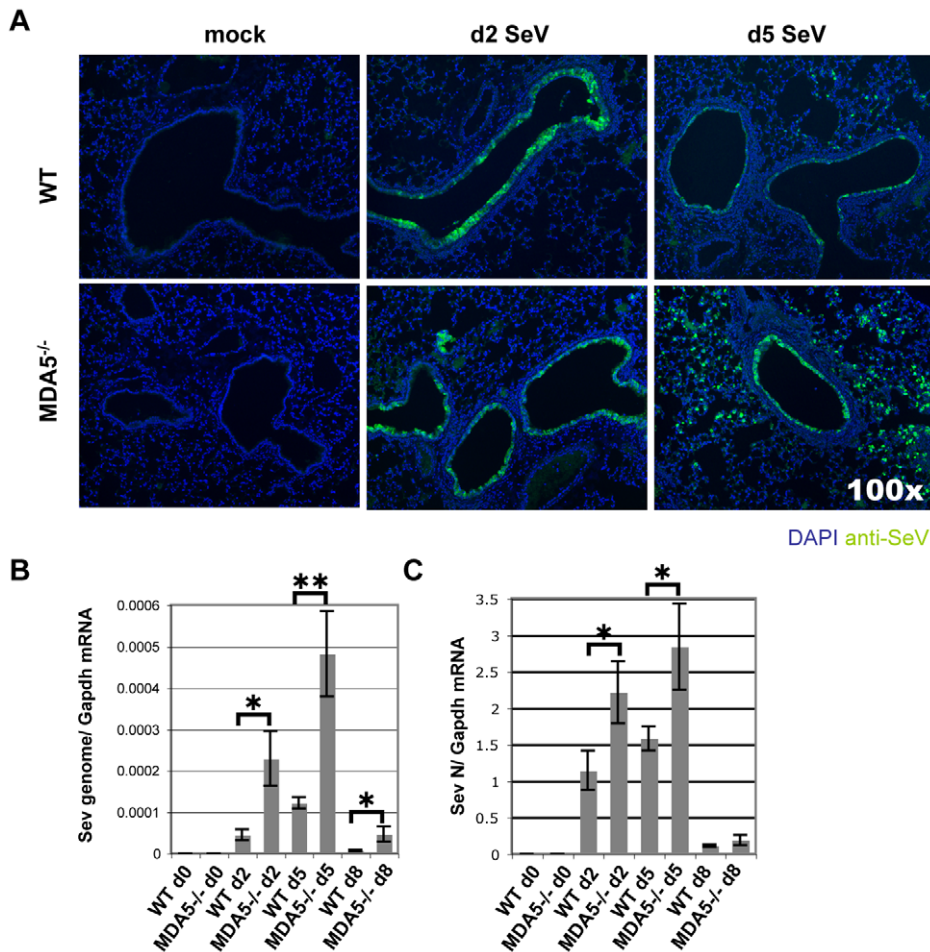 A
mock
d2 SeV
d5 SeV
WT
MDA5-/-
100x
DAPI anti-SeV
B
Sev genome/ Gapdh mRNA
0.0006
0.0005
0.0004
0.0003
0.0002
0.0001
0
*
**
*
WT d0
MDA5-/- d0
WT d2
MDA5-/- d2
WT d5
MDA5-/- d5
WT d8
MDA5-/- d8
C
Sev N/ Gapdh mRNA
3.5
3
2.5
2
1.5
1
0.5
0
*
*
WT d0
MDA5-/- d0
WT d2
MDA5-/- d2
WT d5
MDA5-/- d5
WT d8
MDA5-/- d8